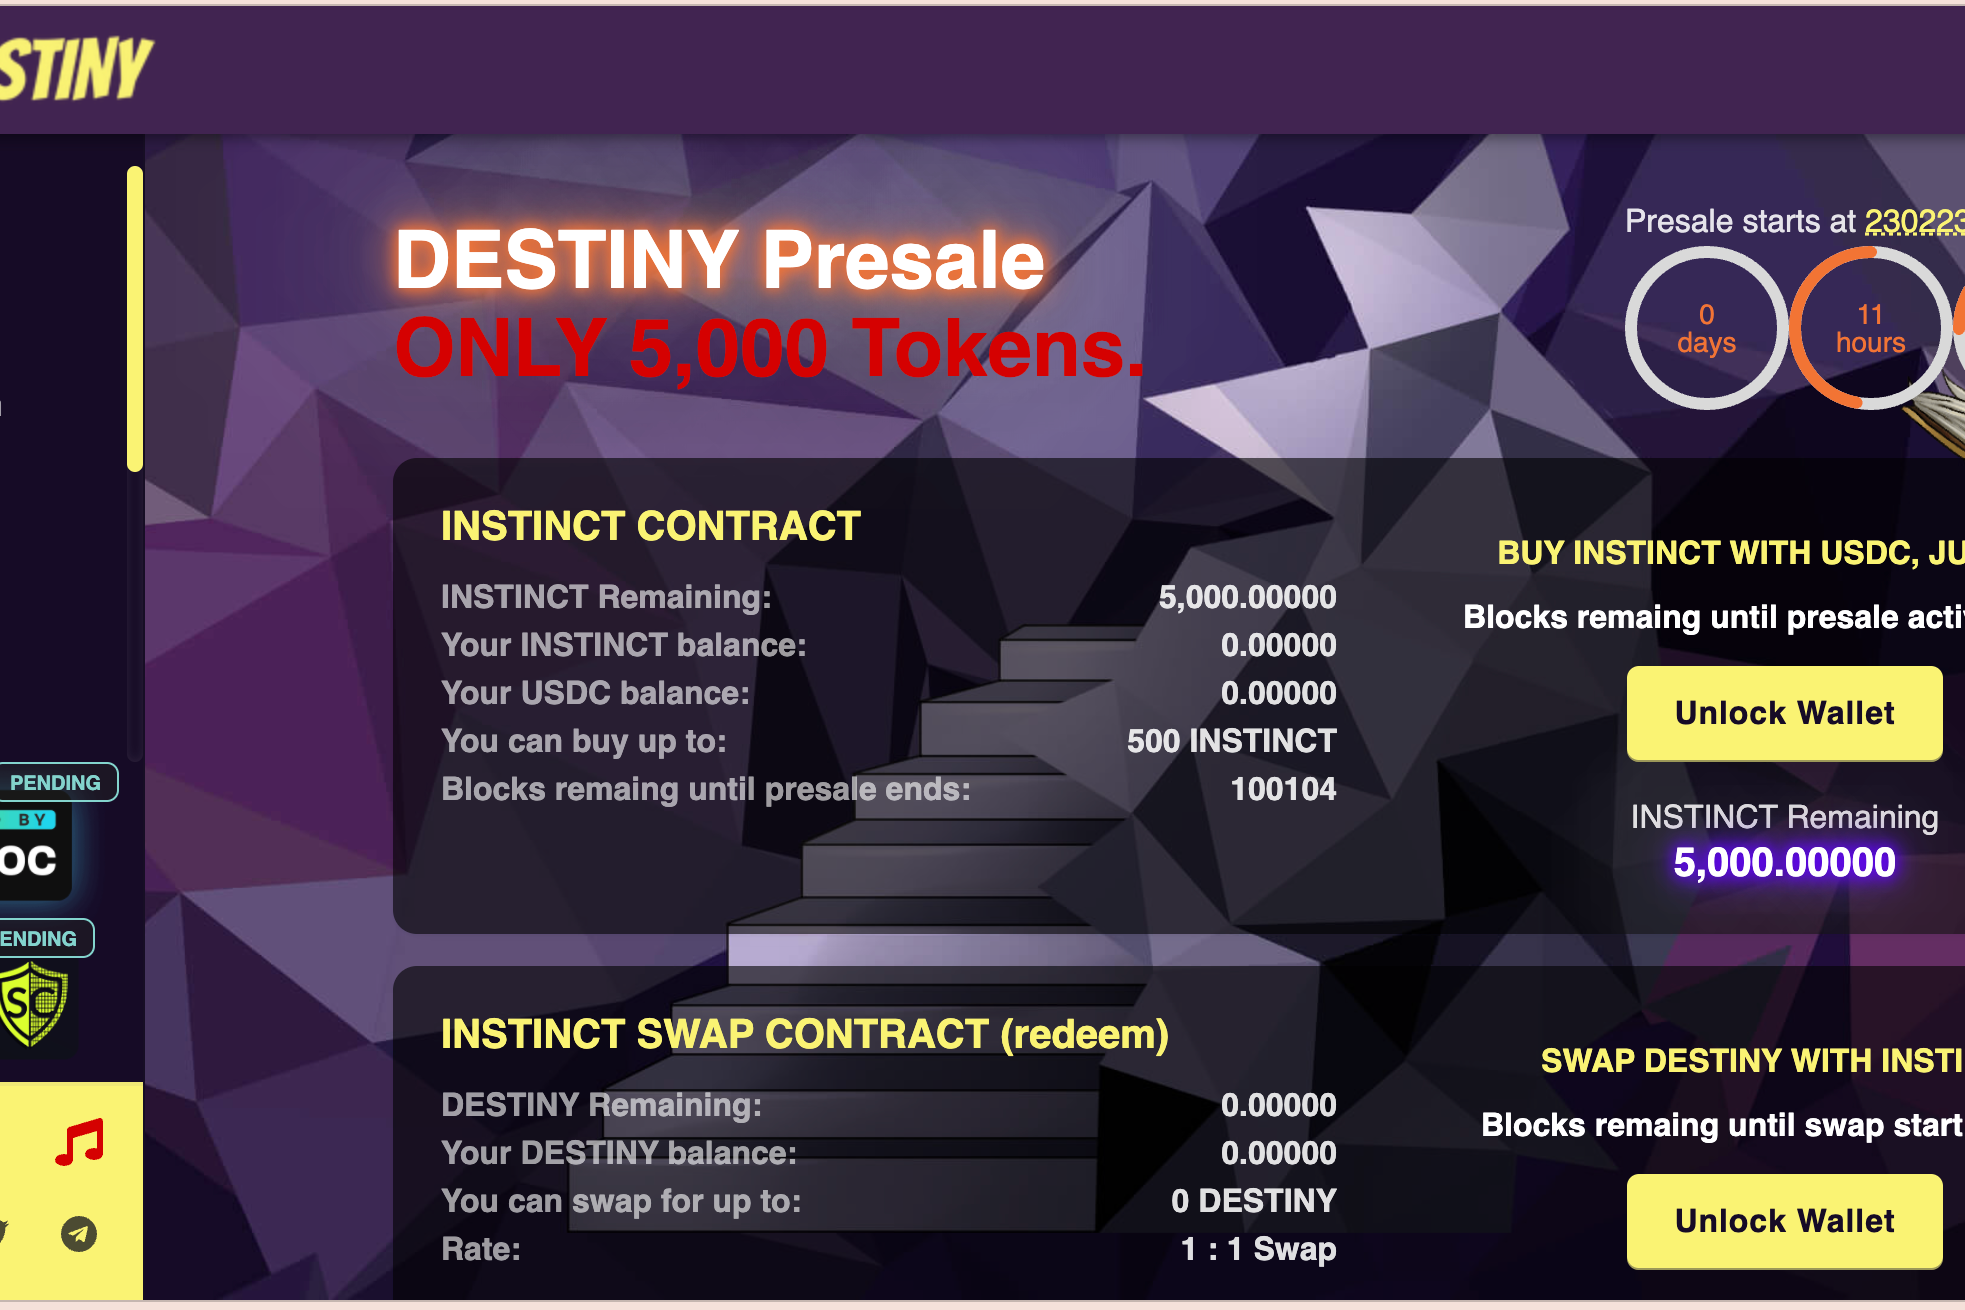 STINY
DESTINY Presale
ONLY 5,000 Tokens.
Presale starts at 230223
0 days
11 hours
INSTINCT CONTRACT
INSTINCT Remaining: 5,000.00000
Your INSTINCT balance: 0.00000
Your USDC balance: 0.00000
You can buy up to: 500 INSTINCT
Blocks remaing until presale ends: 100104
BUY INSTINCT WITH USDC, JU
Blocks remaing until presale acti
Unlock Wallet
INSTINCT Remaining
5,000.00000
PENDING
BY
OC
ENDING
SC
INSTINCT SWAP CONTRACT (redeem)
DESTINY Remaining: 0.00000
Your DESTINY balance: 0.00000
You can swap for up to: 0 DESTINY
Rate: 1 : 1 Swap
SWAP DESTINY WITH INSTI
Blocks remaing until swap start
Unlock Wallet